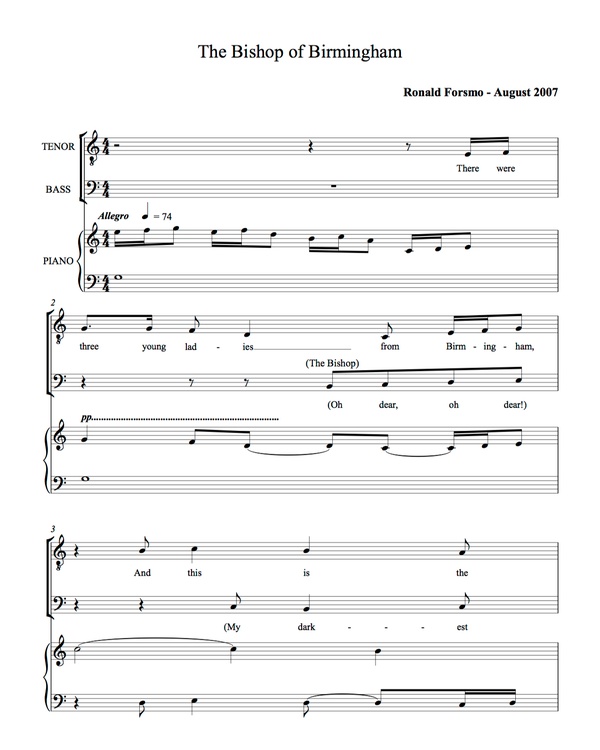 The Bishop of Birmingham
Ronald Forsmo - August 2007
TENOR
There were
BASS
Allegro = 74
PIANO
2
three young lad - ies from Birm - ing - ham,
(The Bishop)
(Oh dear, oh dear!)
pp
3
And this is the
(My dark - - - est